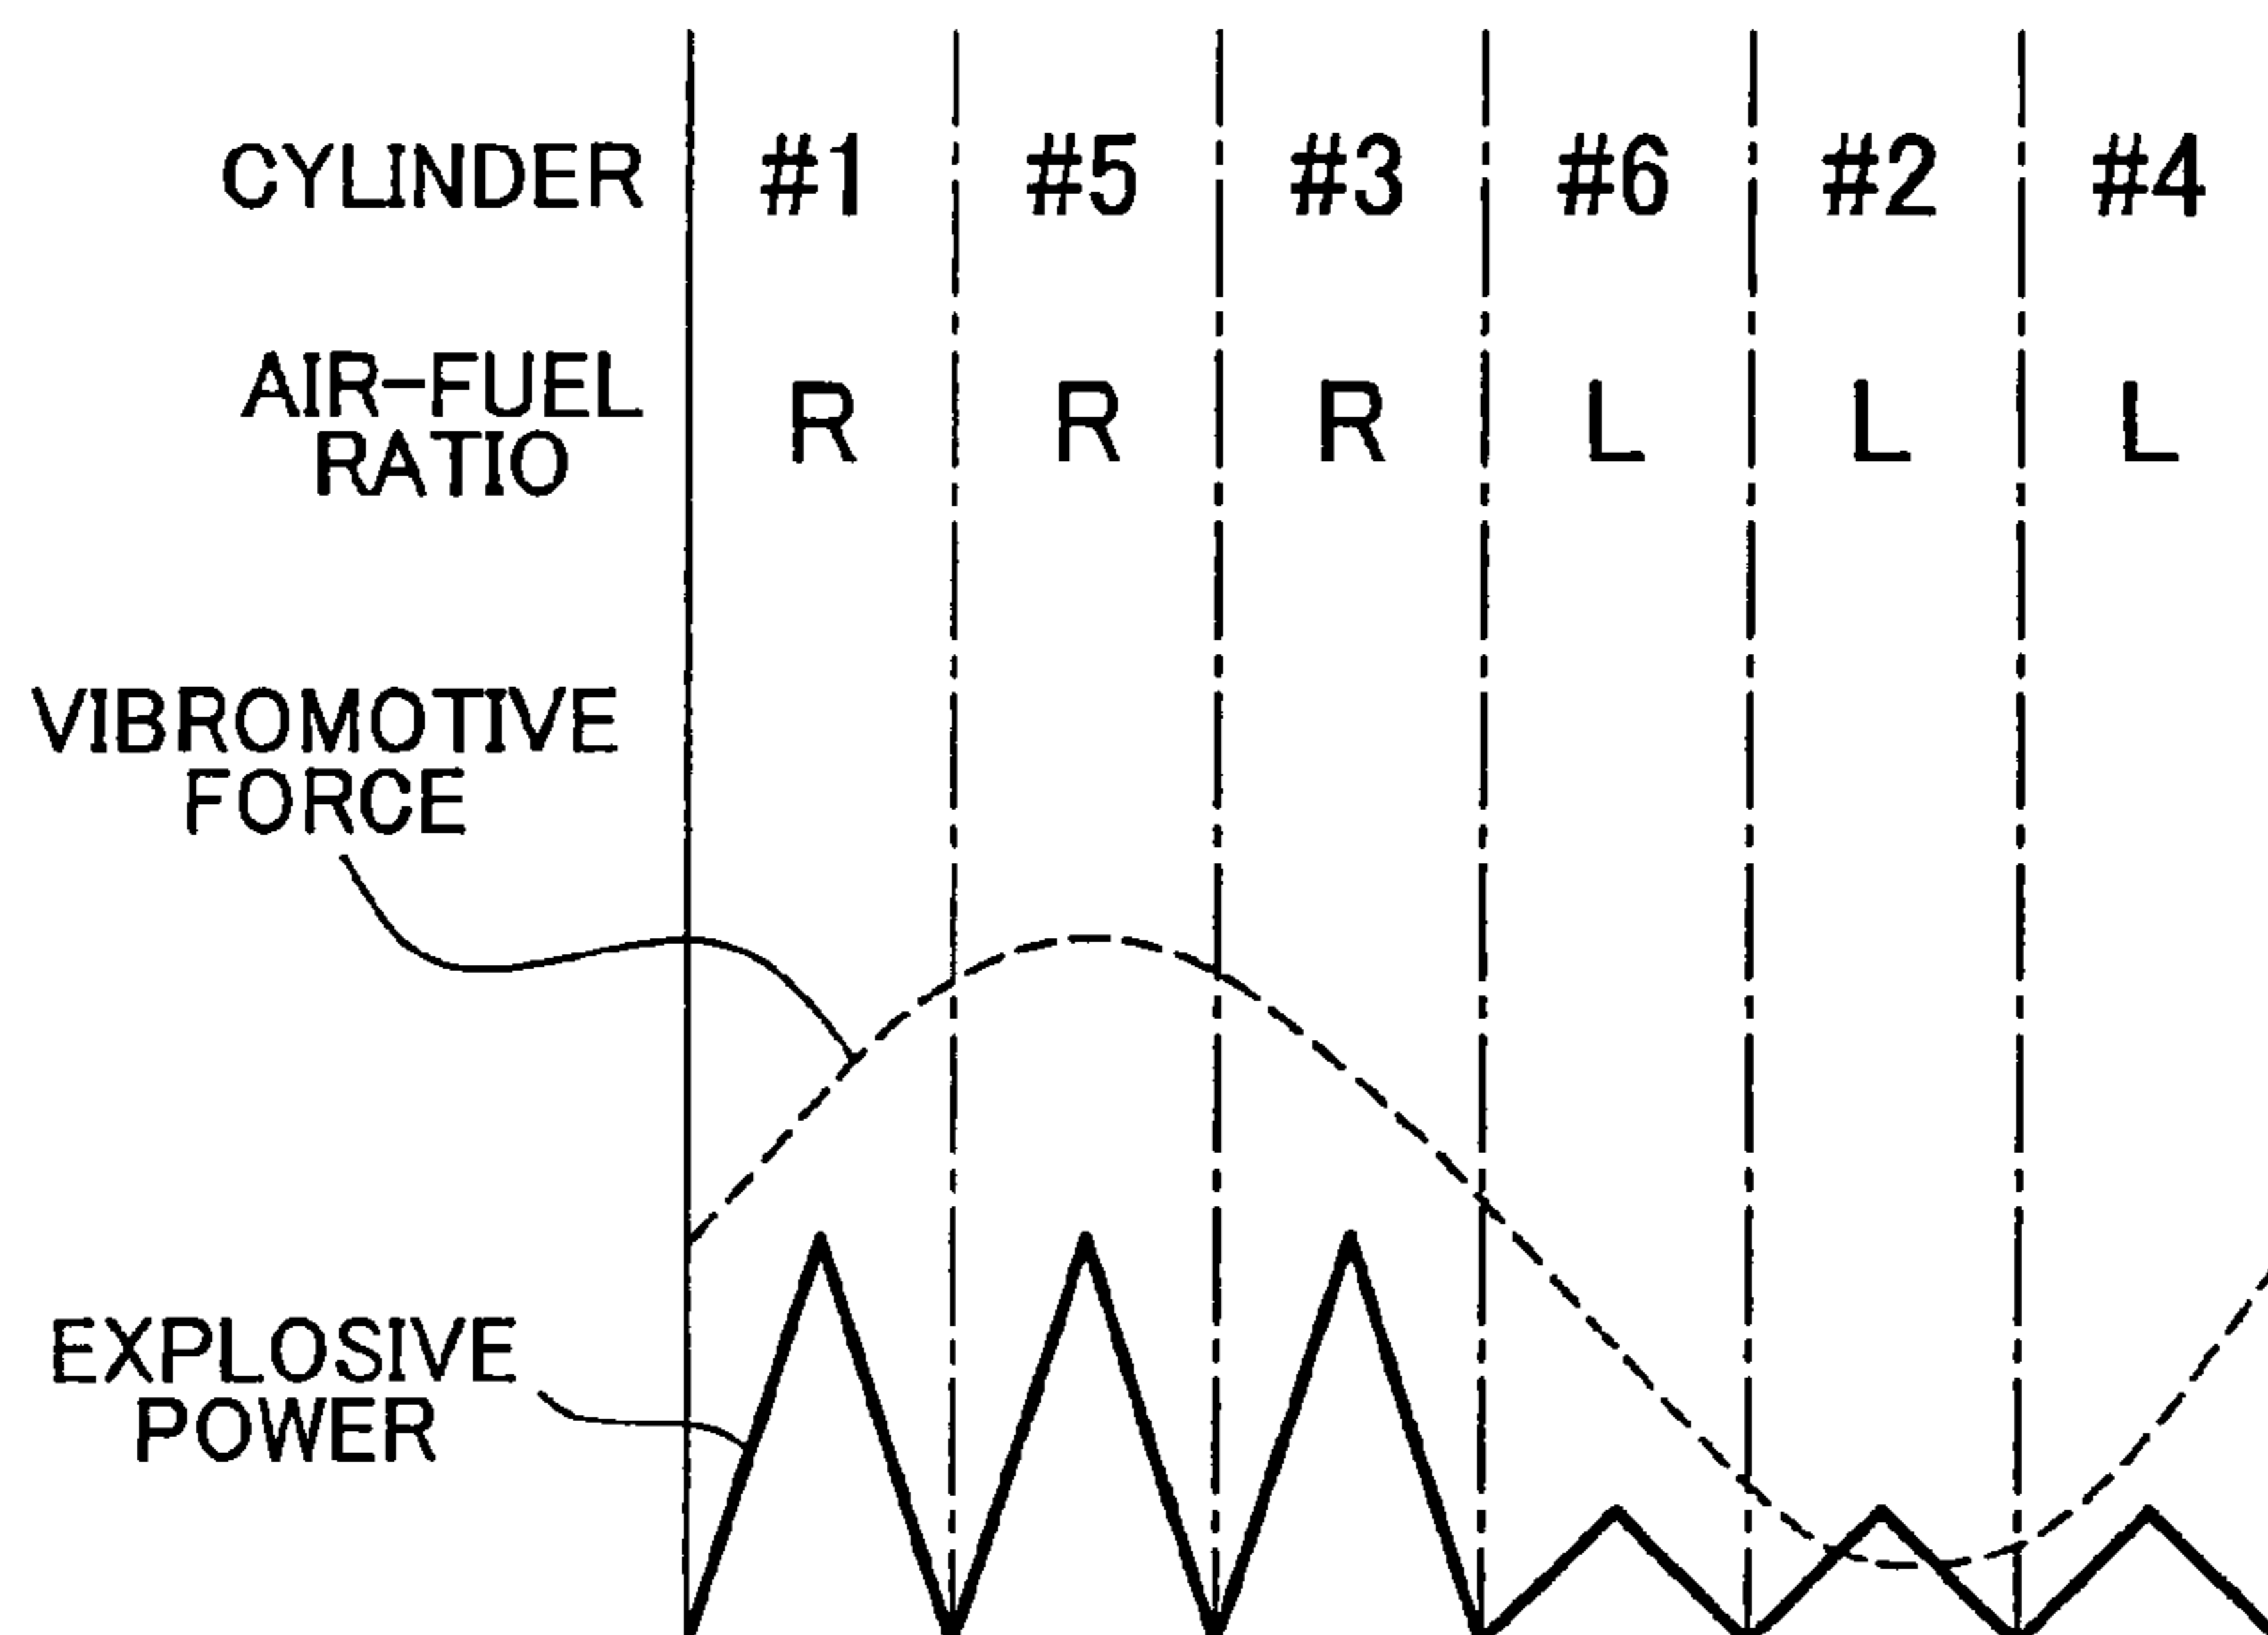 CYLINDER #1 #5 #3 #6 #2 #4
AIR-FUEL
RATIO
R R R L L L
VIBROMOTIVE
FORCE
EXPLOSIVE
POWER